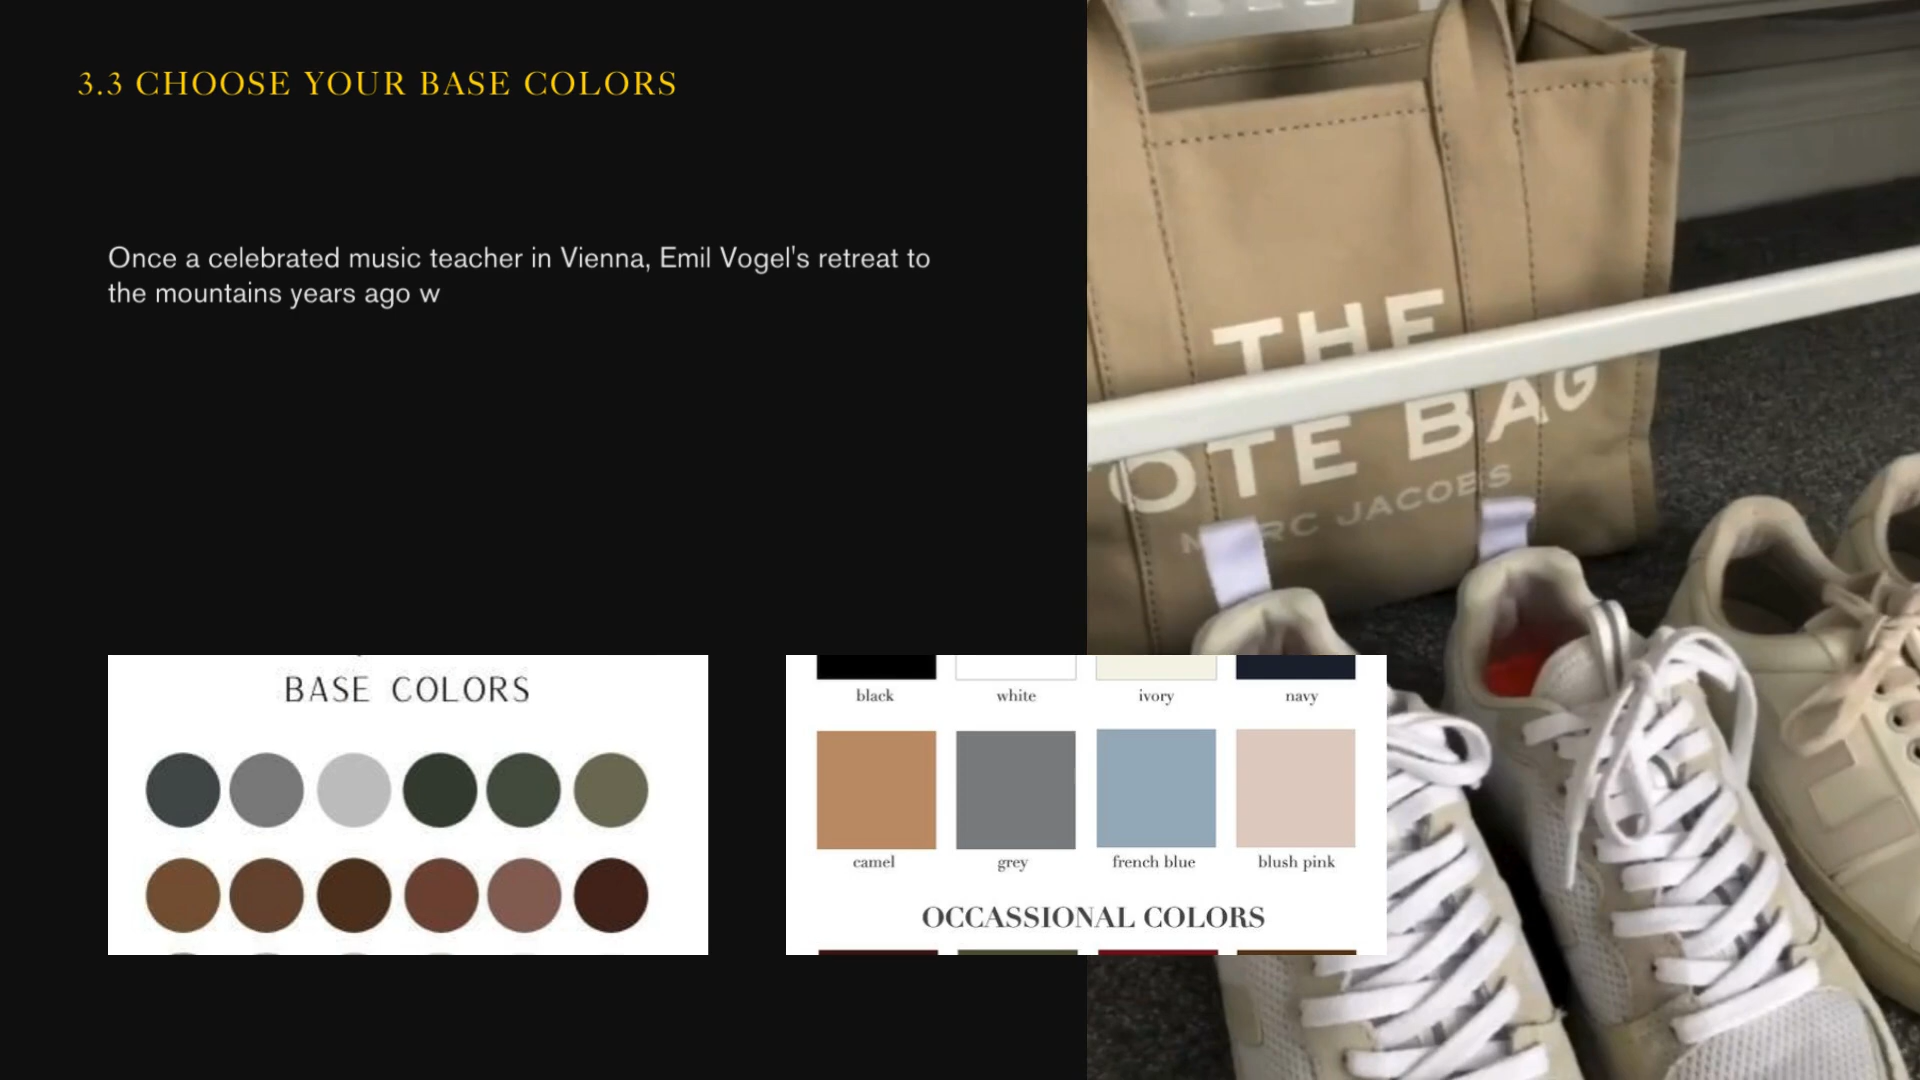 3.3 CHOOSE YOUR BASE COLORS
Once a celebrated music teacher in Vienna, Emil Vogel's retreat to
the mountains years ago w
THE
OTE BAG
MARC JACOBS
BASE COLORS
black white ivory navy
camel grey french blue blush pink
OCCASSIONAL COLORS